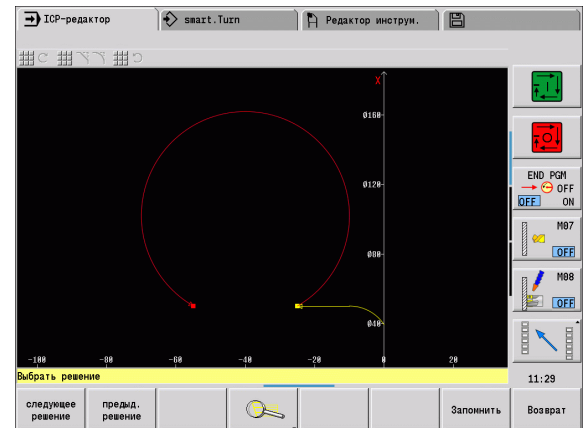 ICP-редактор
smart.Turn
Редактор инструм.
X
Ø160
Ø120
Ø80
Ø40
-100 -80 -60 -40 -20 0 20
Выбрать решение
END PGM
OFF
OFF ON
M07
OFF
M08
OFF
11:29
следующее решение
предыд. решение
Запомнить
Возврат